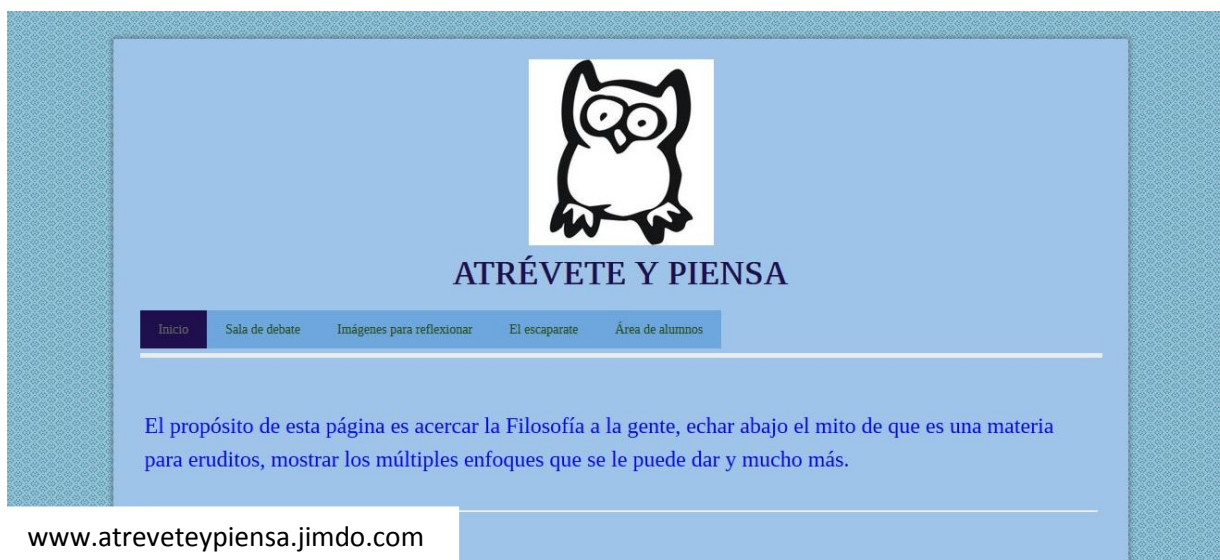 ATRÉVETE Y PIENSA
Inicio Sala de debate Imágenes para reflexionar El escaparate Área de alumnos
El propósito de esta página es acercar la Filosofía a la gente, echar abajo el mito de que es una materia
para eruditos, mostrar los múltiples enfoques que se le puede dar y mucho más.
www.atreveteypiensa.jimdo.com